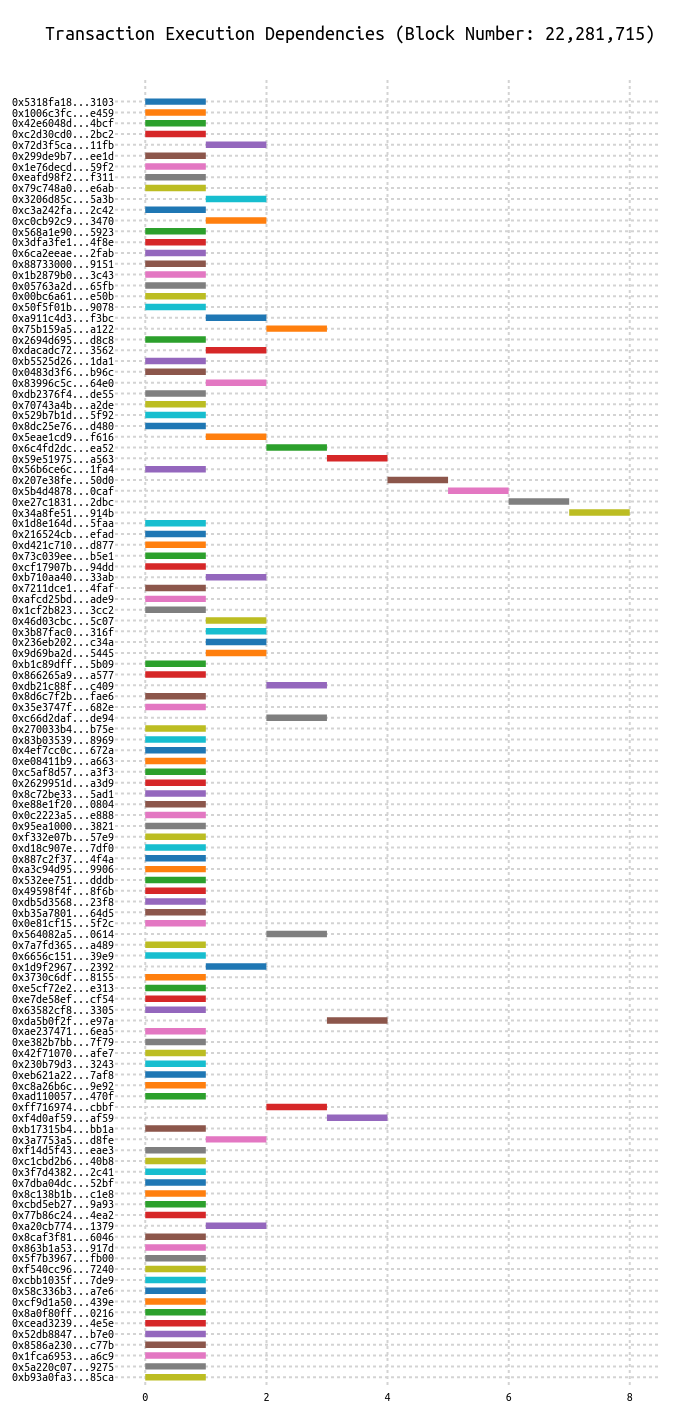 Transaction Execution Dependencies (Block Number: 22,281,715)
0x5318fa18...3103
0x1006c3fc...e459
0x42e6048d...4bcf
0xc2d30cd0...2bc2
0x72d3f5ca...11fb
0x299de9b7...ee1d
0x1e76decd...59f2
0xeafd98f2...f311
0x79c748a0...e6ab
0x3206d85c...5a3b
0xc3a242fa...2c42
0xc0cb92c9...3470
0x568a1e90...5923
0x3dfa3fe1...4f8e
0x6ca2eeae...2fab
0x88733000...9151
0x1b2879b0...3c43
0x05763a2d...65fb
0x00bc6a61...e50b
0x50f5f01b...9078
0xa911c4d3...f3bc
0x75b159a5...a122
0x2694d695...d8c8
0xdacadc72...3562
0xb5525d26...1da1
0x0483d3f6...b96c
0x83996c5c...64e0
0xdb2376f4...de55
0x70743a4b...a2de
0x529b7b1d...5f92
0x8dc25e76...d480
0x5eae1cd9...f616
0x6c4fd2dc...ea52
0x59e51975...a563
0x56b6ce6c...1fa4
0x207e38fe...50d0
0x5b4d4878...0caf
0xe27c1831...2dbc
0x34a8fe51...914b
0x1d8e164d...5faa
0x216524cb...efad
0xd421c710...d877
0x73c039ee...b5e1
0xcf17907b...94dd
0xb710aa40...33ab
0x7211dce1...4faf
0xafcd25bd...ade9
0x1cf2b823...3cc2
0x46d03cbc...5c07
0x3b87fac0...316f
0x236eb202...c34a
0x9d69ba2d...5445
0xb1c89dff...5b09
0x866265a9...a577
0xdb21c88f...c409
0x8d6c7f2b...fae6
0x35e3747f...682e
0xc66d2daf...de94
0x270033b4...b75e
0x83b03539...8969
0x4ef7cc0c...672a
0xe08411b9...a663
0xc5af8d57...a3f3
0x2629951d...a3d9
0x8c72be33...5ad1
0xe88e1f20...0804
0x0c2223a5...e888
0x95ea1000...3821
0xf332e07b...57e9
0xd18c907e...7df0
0x887c2f37...4f4a
0xa3c94d95...9906
0x532ee751...dddb
0x49598f4f...8f6b
0xdb5d3568...23f8
0xb35a7801...64d5
0x0e81cf15...5f2c
0x564082a5...0614
0x7a7fd365...a489
0x6656c151...39e9
0x1d9f2967...2392
0x3730c6df...8155
0xe5cf72e2...e313
0xe7de58ef...cf54
0x63582cf8...3305
0xda5b0f2f...e97a
0xae237471...6ea5
0xe382b7bb...7f79
0x42f71070...afe7
0x230b79d3...3243
0xeb621a22...7af8
0xc8a26b6c...9e92
0xad110057...470f
0xff716974...cbbf
0xf4d0af59...af59
0xb17315b4...bb1a
0x3a7753a5...d8fe
0xf14d5f43...eae3
0xc1cbd2b6...40b8
0x3f7d4382...2c41
0x7dba04dc...52bf
0x8c138b1b...c1e8
0xcbd5eb27...9a93
0x77b86c24...4ea2
0xa20cb774...1379
0x8caf3f81...6046
0x863b1a53...917d
0x5f7b3967...fb00
0xf540cc96...7240
0xcbb1035f...7de9
0x58c336b3...a7e6
0xcf9d1a50...439e
0x8a0f80ff...0216
0xcead3239...4e5e
0x52db8847...b7e0
0x8586a230...c77b
0x1fca6953...a6c9
0x5a220c07...9275
0xb93a0fa3...85ca
0 2 4 6 8